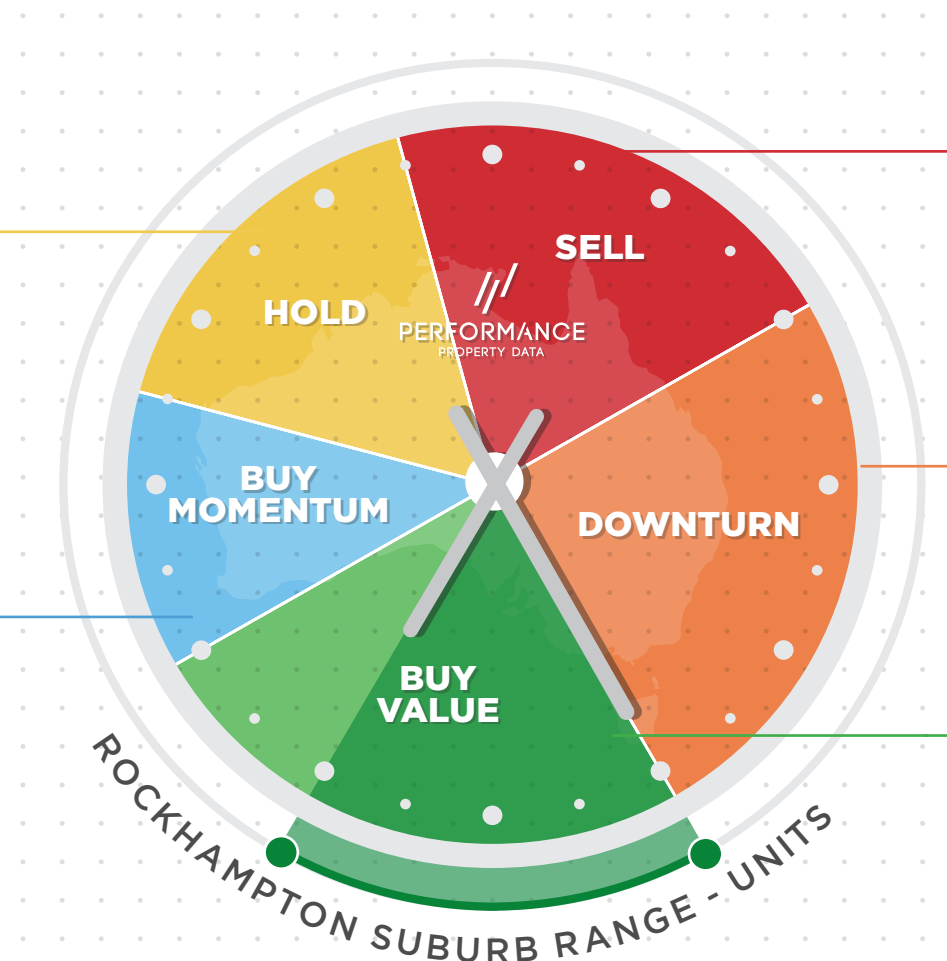 SELL
HOLD
PERFORMANCE
PROPERTY DATA
BUY
MOMENTUM
DOWNTURN
BUY
VALUE
ROCKHAMPTON SUBURB RANGE - UNITS